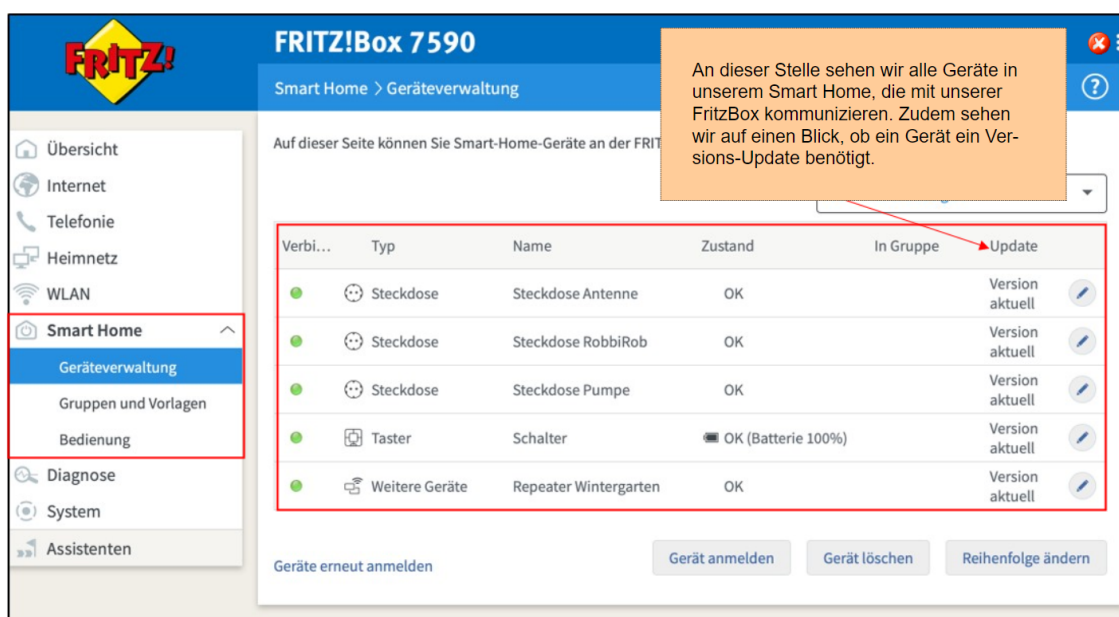 FRITZ!
FRITZ!Box 7590
Smart Home > Geräteverwaltung
An dieser Stelle sehen wir alle Geräte in
unserem Smart Home, die mit unserer
FritzBox kommunizieren. Zudem sehen
wir auf einen Blick, ob ein Gerät ein Ver-
sions-Update benötigt.
?
Übersicht
Internet
Telefonie
Heimnetz
WLAN
Smart Home
Geräteverwaltung
Gruppen und Vorlagen
Bedienung
Diagnose
System
Assistenten
Auf dieser Seite können Sie Smart-Home-Geräte an der FRIT
Verbi... Typ Name Zustand In Gruppe Update
Steckdose Steckdose Antenne OK Version
aktuell
Steckdose Steckdose RobbiRob OK Version
aktuell
Steckdose Steckdose Pumpe OK Version
aktuell
Taster Schalter OK (Batterie 100%) Version
aktuell
Weitere Geräte Repeater Wintergarten OK Version
aktuell
Geräte erneut anmelden
Gerät anmelden Gerät löschen Reihenfolge ändern